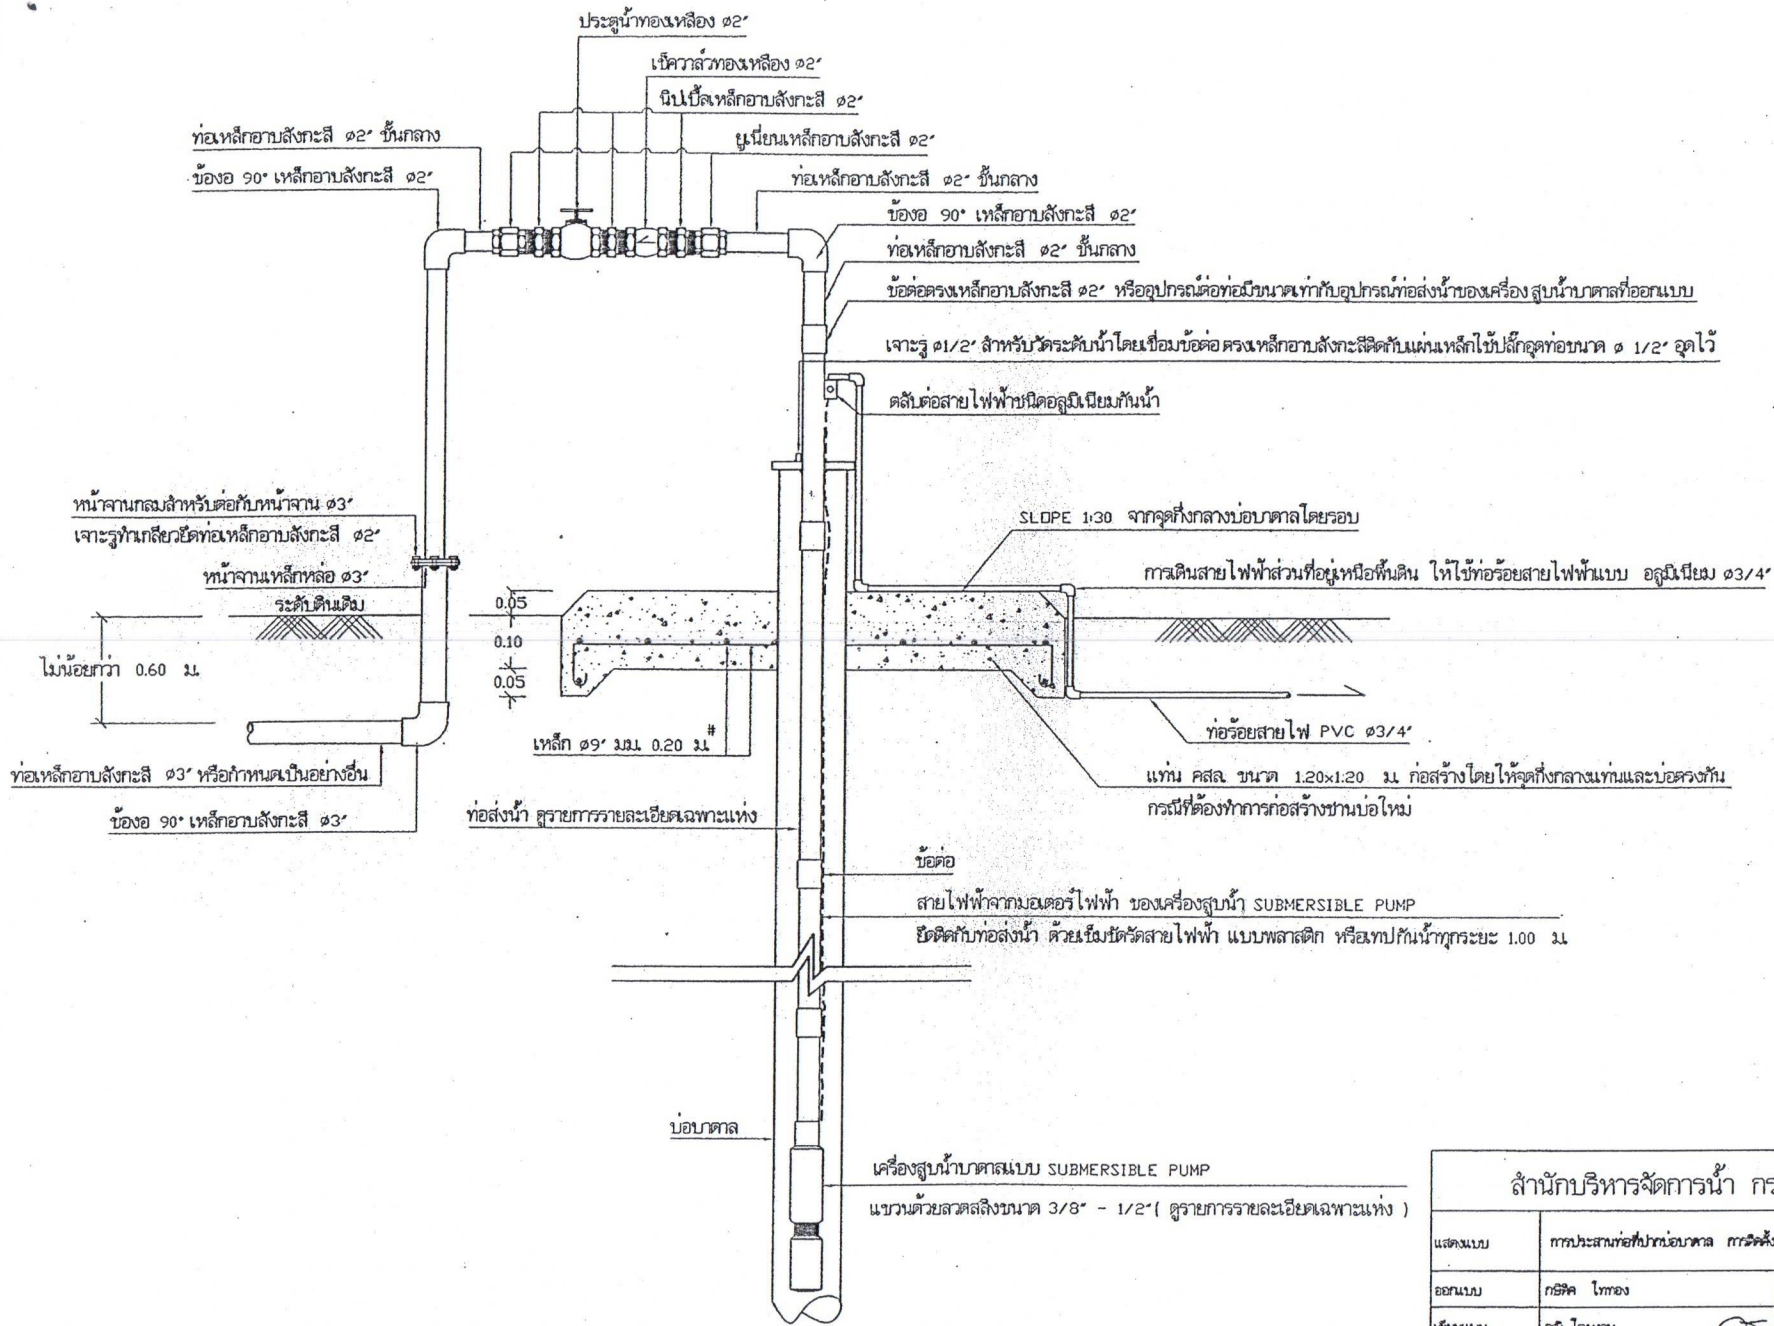 ประตูน้ำทองเหลือง ø2"
เช็ควาล์วทองเหลือง ø2"
นิปเปิ้ลเหล็กอาบสังกะสี ø2"
ท่อเหล็กอาบสังกะสี ø2" ชั้นกลาง
ยูเนี่ยนเหล็กอาบสังกะสี ø2"
ข้องอ 90° เหล็กอาบสังกะสี ø2"
ท่อเหล็กอาบสังกะสี ø2" ชั้นกลาง
ข้องอ 90° เหล็กอาบสังกะสี ø2"
ท่อเหล็กอาบสังกะสี ø2" ชั้นกลาง
ข้อต่อตรงเหล็กอาบสังกะสี ø2" หรืออุปกรณ์ต่อท่อมีขนาดเท่ากับอุปกรณ์ท่อส่งน้ำของเครื่องสูบน้ำบาดาลที่ออกแบบ
เจาะรู ø1/2" สำหรับวัดระดับน้ำโดยเชื่อมข้อต่อตรงเหล็กอาบสังกะสีติดกับแผ่นเหล็กใช้ปลั๊กอุดท่อขนาด ø 1/2" อุดไว้
ตลับต่อสายไฟฟ้าชนิดอลูมิเนียมกันน้ำ
หน้าจานกลมสำหรับต่อกับหน้าจาน ø3"
เจาะรูทำเกลียวยึดท่อเหล็กอาบสังกะสี ø2"
SLOPE 1:30 จากจุดกึ่งกลางบ่อบาดาลโดยรอบ
หน้าจานเหล็กหล่อ ø3"
การเดินสายไฟฟ้าส่วนที่อยู่เหนือพื้นดิน ให้ใช้ท่อร้อยสายไฟฟ้าแบบ อลูมิเนียม ø3/4"
ระดับดินเดิม
0.05
0.10
ไม่น้อยกว่า 0.60 ม.
0.05
ท่อร้อยสายไฟ PVC ø3/4"
เหล็ก ø9" มม. 0.20 ม.#
ท่อเหล็กอาบสังกะสี ø3" หรือกำหนดเป็นอย่างอื่น
แท่น คสล. ขนาด 1.20x1.20 ม. ก่อสร้างโดยให้จุดกึ่งกลางแท่นและบ่อตรงกัน
กรณีที่ต้องทำการก่อสร้างชานบ่อใหม่
ข้องอ 90° เหล็กอาบสังกะสี ø3"
ท่อส่งน้ำ ดูรายการรายละเอียดเฉพาะแห่ง
ข้อต่อ
สายไฟฟ้าจากมอเตอร์ไฟฟ้า ของเครื่องสูบน้ำ SUBMERSIBLE PUMP
ยึดติดกับท่อส่งน้ำ ด้วยเข็มขัดรัดสายไฟฟ้า แบบพลาสติก หรือเทปกันน้ำทุกระยะ 1.00 ม.
บ่อบาดาล
เครื่องสูบน้ำบาดาลแบบ SUBMERSIBLE PUMP
แขวนด้วยลวดสลิงขนาด 3/8" - 1/2" ( ดูรายการรายละเอียดเฉพาะแห่ง )
สำนักบริหารจัดการน้ำ
แสดงแบบ การประสานท่อที่ปากบ่อบาดาล การติดตั้ง
ออกแบบ